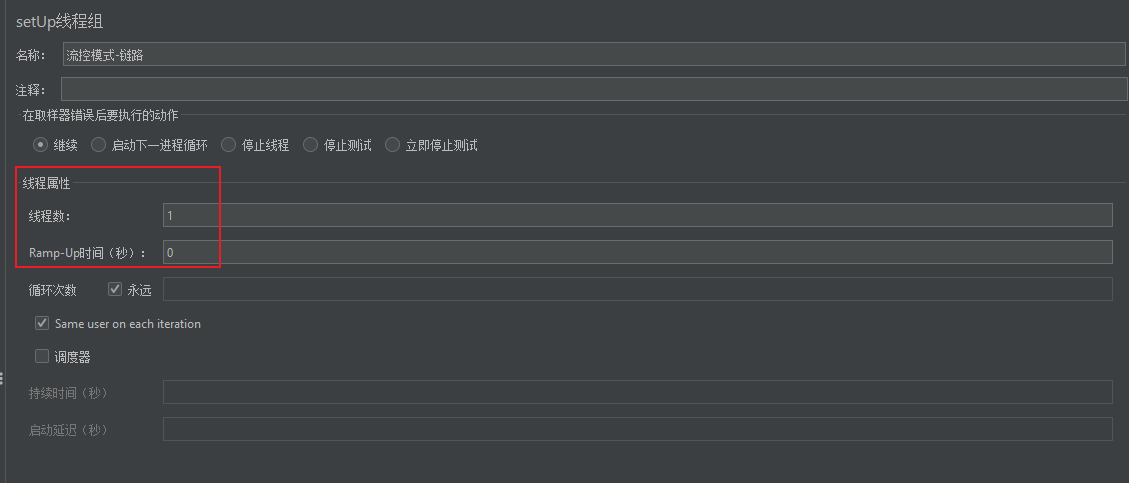 setUp线程组
名称： 流控模式-链路
注释：
在取样器错误后要执行的动作
继续 启动下一进程循环 停止线程 停止测试 立即停止测试
线程属性
线程数： 1
Ramp-Up时间（秒）： 0
循环次数 永远
Same user on each iteration
调度器
持续时间（秒）
启动延迟（秒）